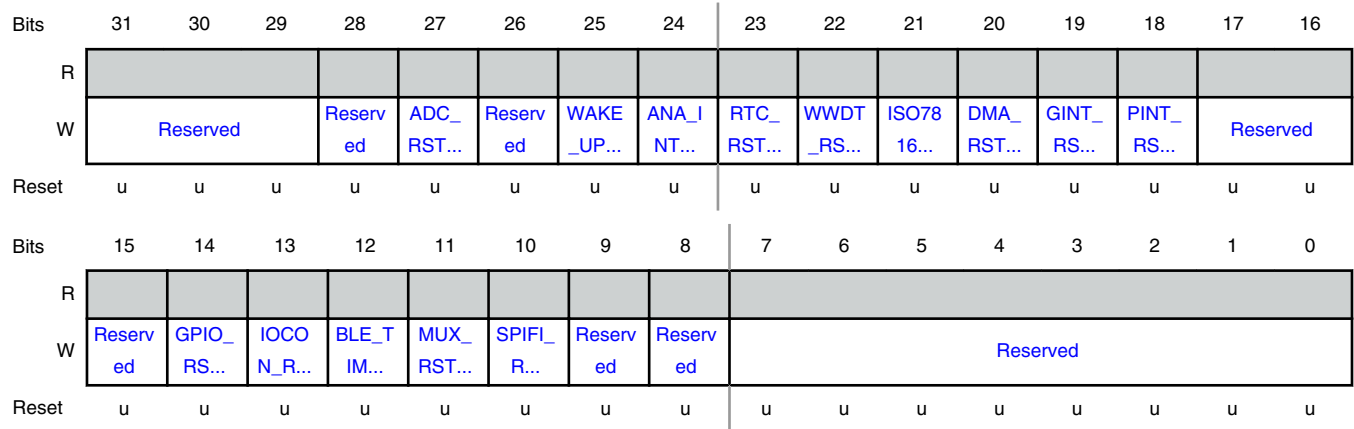 Bits 31 30 29 28 27 26 25 24 23 22 21 20 19 18 17 16
R
W Reserved Reserv ed ADC_ RST... Reserv ed WAKE _UP... ANA_I NT... RTC_ RST... WWDT _RS... ISO78 16... DMA_ RST... GINT_ RS... PINT_ RS... Reserved
Reset u u u u u u u u u u u u u u u u
Bits 15 14 13 12 11 10 9 8 7 6 5 4 3 2 1 0
R
W Reserv ed GPIO_ RS... IOCO N_R... BLE_T IM... MUX_ RST... SPIFI_ R... Reserv ed Reserv ed Reserved
Reset u u u u u u u u u u u u u u u u